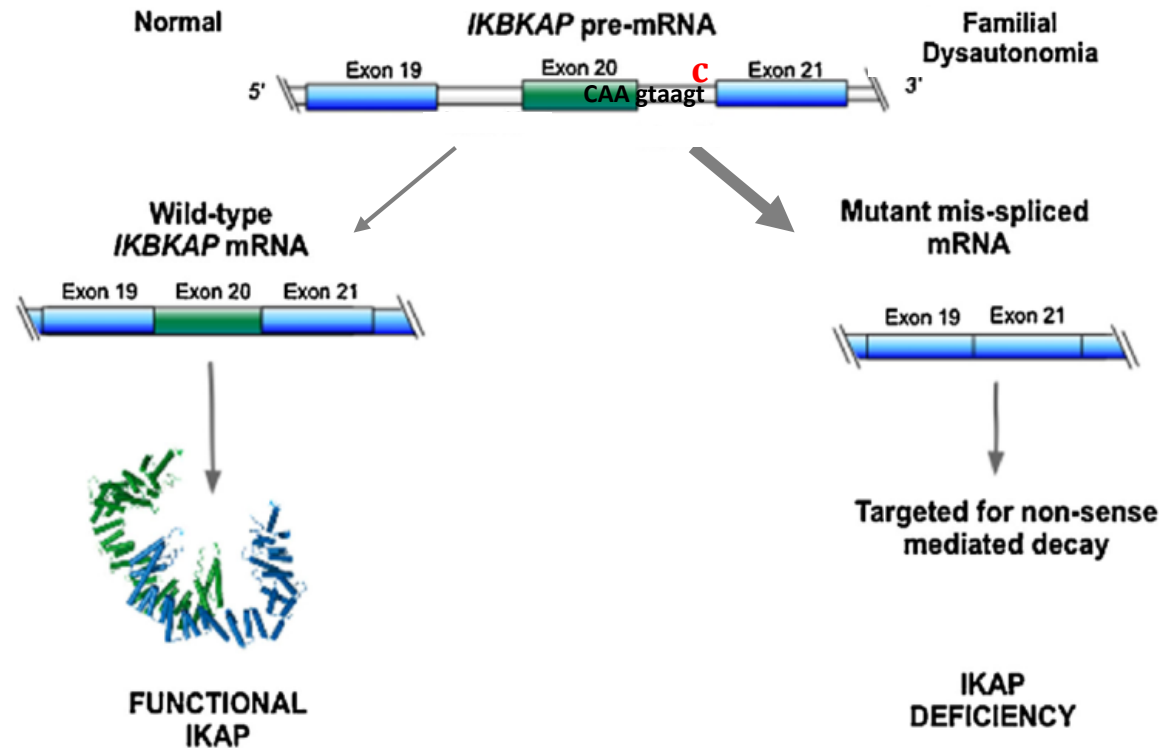 Normal
IKBKAP pre-mRNA
Familial
Dysautonomia
Exon 19
Exon 20
c
Exon 21
5'
CAA gtaagt
3'
Wild-type
IKBKAP mRNA
Mutant mis-spliced
mRNA
Exon 19 Exon 20 Exon 21
Exon 19 Exon 21
Targeted for non-sense
mediated decay
FUNCTIONAL
IKAP
IKAP
DEFICIENCY